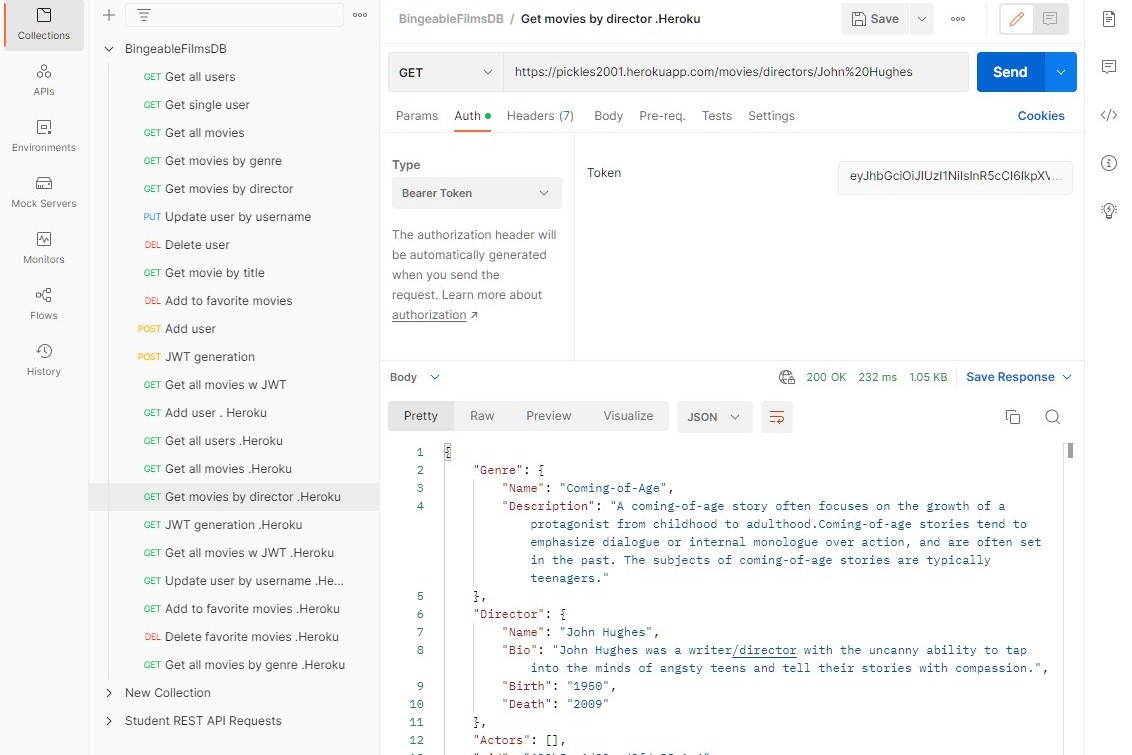 Collections
APIs
Environments
Mock Servers
Monitors
Flows
History
BingeableFilmsDB
GET Get all users
GET Get single user
GET Get all movies
GET Get movies by genre
GET Get movies by director
PUT Update user by username
DEL Delete user
GET Get movie by title
DEL Add to favorite movies
POST Add user
POST JWT generation
GET Get all movies w JWT
GET Add user . Heroku
GET Get all users .Heroku
GET Get all movies .Heroku
GET Get movies by director .Heroku
GET JWT generation .Heroku
GET Get all movies w JWT .Heroku
GET Update user by username .He...
GET Add to favorite movies .Heroku
DEL Delete favorite movies .Heroku
GET Get all movies by genre .Heroku
New Collection
Student REST API Requests
BingeableFilmsDB / Get movies by director .Heroku
Save
GET https://pickles2001.herokuapp.com/movies/directors/John%20Hughes Send
Params Auth Headers (7) Body Pre-req. Tests Settings Cookies
Type
Bearer Token
The authorization header will
be automatically generated
when you send the
request. Learn more about
authorization ↗
Token
Body 200 OK 232 ms 1.05 KB Save Response
Pretty Raw Preview Visualize JSON
1 {
2 "Genre": {
3 "Name": "Coming-of-Age",
4 "Description": "A coming-of-age story often focuses on the growth of a
protagonist from childhood to adulthood.Coming-of-age stories tend to
emphasize dialogue or internal monologue over action, and are often set
in the past. The subjects of coming-of-age stories are typically
teenagers."
5 },
6 "Director": {
7 "Name": "John Hughes",
8 "Bio": "John Hughes was a writer/director with the uncanny ability to tap
into the minds of angsty teens and tell their stories with compassion.",
9 "Birth": "1950",
10 "Death": "2009"
11 },
12 "Actors": [],